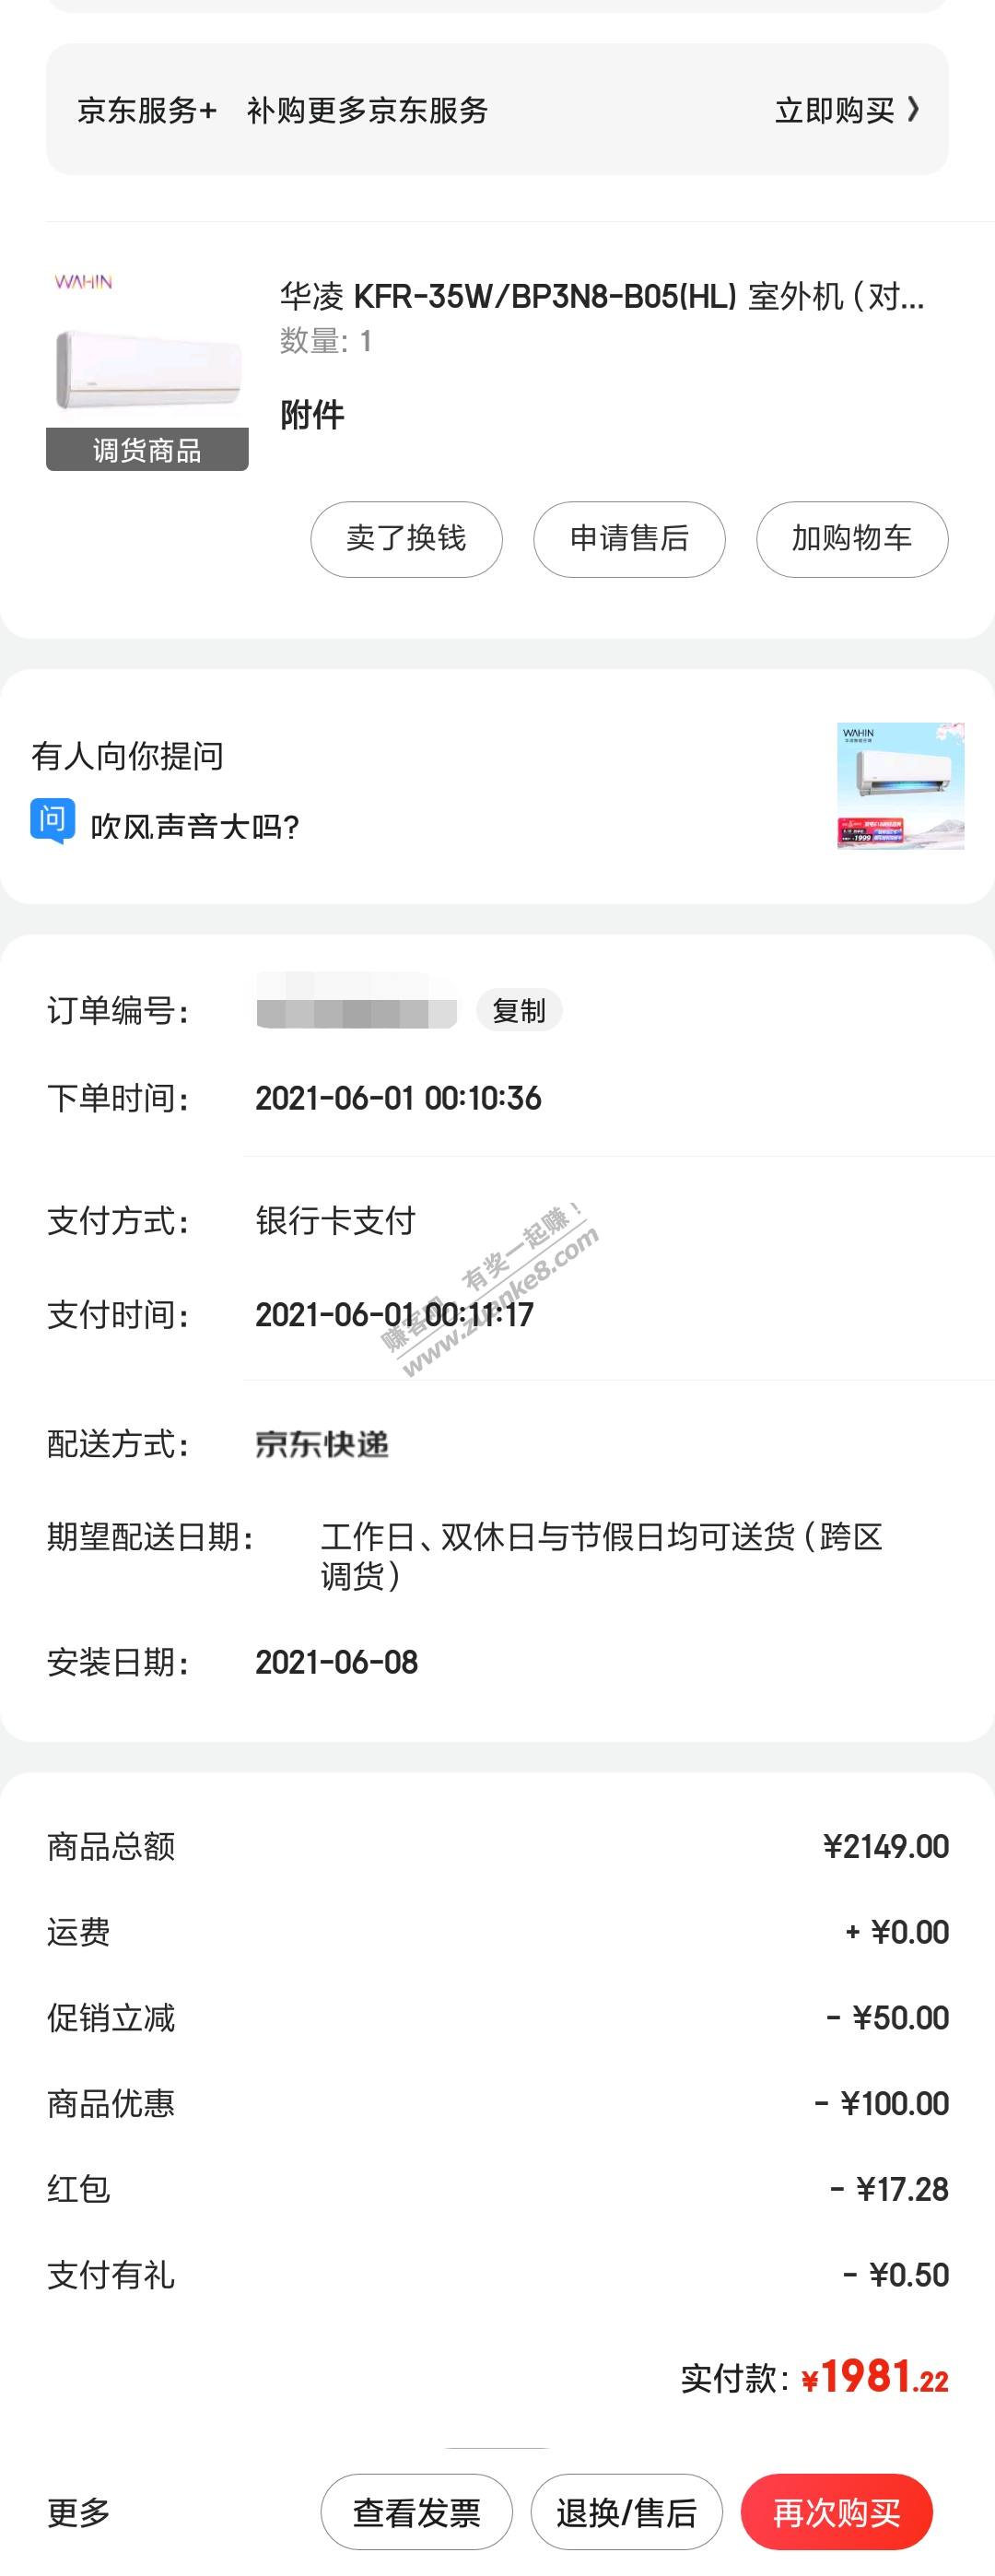 京东服务+ 补购更多京东服务 立即购买 》
WAHIN
华凌 KFR-35W/BP3N8-B05(HL) 室外机（对...
数量: 1
附件
调货商品
卖了换钱 申请售后 加购物车
有人向你提问
问 吹风声音大吗?
WAHIN
1999
订单编号: 复制
下单时间: 2021-06-01 00:10:36
支付方式: 银行卡支付
支付时间: 2021-06-01 00:11:17
赚客吧，有奖一起赚！
www.zuanke8.com
配送方式: 京东快递
期望配送日期: 工作日、双休日与节假日均可送货（跨区
调货）
安装日期: 2021-06-08
商品总额 ¥2149.00
运费 + ¥0.00
促销立减 - ¥50.00
商品优惠 - ¥100.00
红包 - ¥17.28
支付有礼 - ¥0.50
实付款: ¥1981.22
更多 查看发票 退换/售后 再次购买